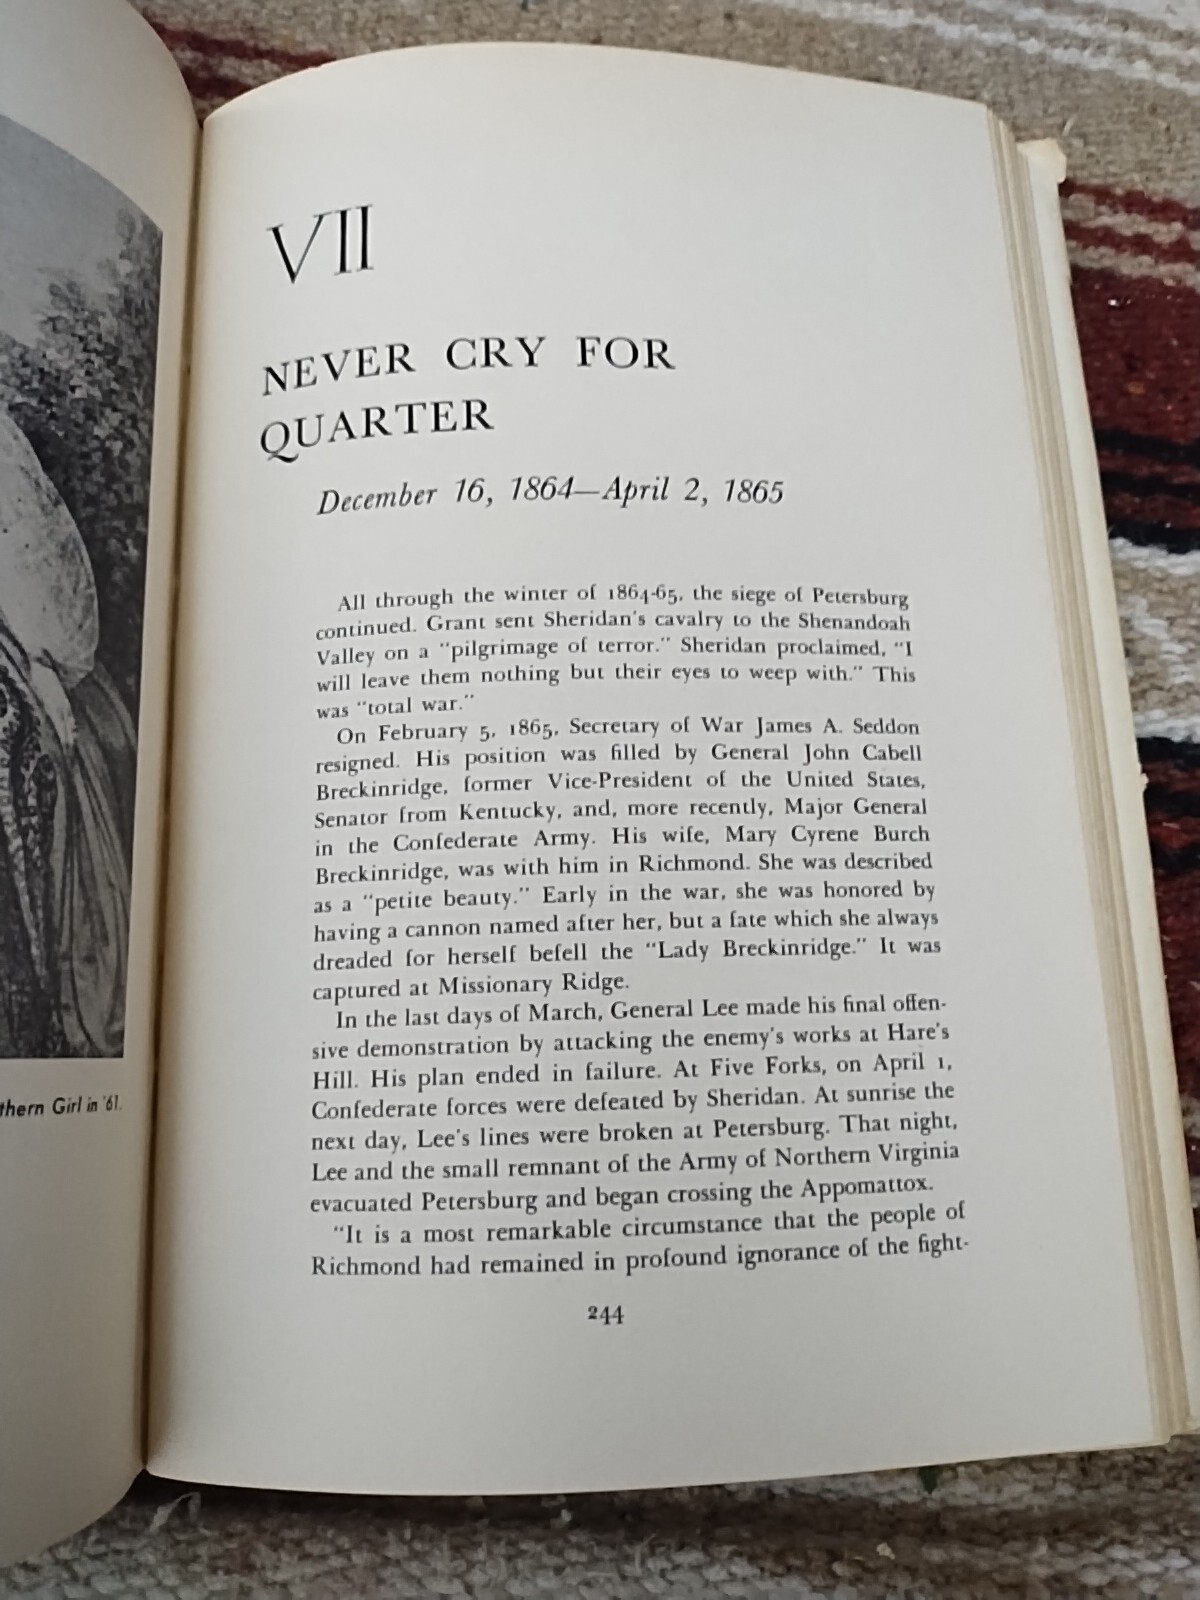 thern Girl in '61.
VII
NEVER CRY FOR
QUARTER
December 16, 1864—April 2, 1865
All through the winter of 1864-65, the siege of Petersburg
continued. Grant sent Sheridan's cavalry to the Shenandoah
Valley on a "pilgrimage of terror." Sheridan proclaimed, "I
will leave them nothing but their eyes to weep with." This
was "total war."
On February 5, 1865, Secretary of War James A. Seddon
resigned. His position was filled by General John Cabell
Breckinridge, former Vice-President of the United States,
Senator from Kentucky, and, more recently, Major General
in the Confederate Army. His wife, Mary Cyrene Burch
Breckinridge, was with him in Richmond. She was described
as a "petite beauty." Early in the war, she was honored by
having a cannon named after her, but a fate which she always
dreaded for herself befell the "Lady Breckinridge." It was
captured at Missionary Ridge.
In the last days of March, General Lee made his final offen-
sive demonstration by attacking the enemy's works at Hare's
Hill. His plan ended in failure. At Five Forks, on April 1,
Confederate forces were defeated by Sheridan. At sunrise the
next day, Lee's lines were broken at Petersburg. That night,
Lee and the small remnant of the Army of Northern Virginia
evacuated Petersburg and began crossing the Appomattox.
"It is a most remarkable circumstance that the people of
Richmond had remained in profound ignorance of the fight-
244